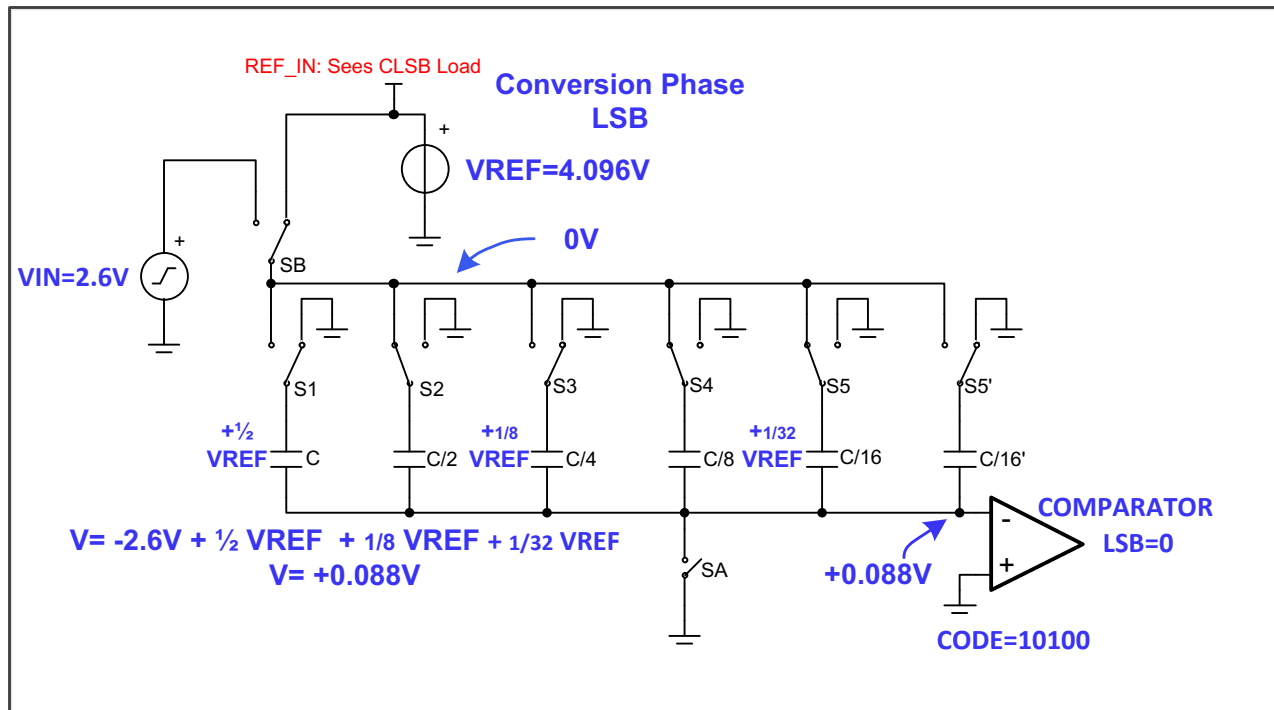 REF_IN: Sees CLSB Load
Conversion Phase
LSB
+
+
VREF=4.096V
0V
VIN=2.6V
SB
S1
S2
S3
S4
S5
S5'
+½
VREF
C
C/2
+1/8
VREF
C/4
C/8
+1/32
VREF
C/16
C/16'
V= -2.6V + ½ VREF + 1/8 VREF + 1/32 VREF
V= +0.088V
SA
+0.088V
-
+
COMPARATOR
LSB=0
CODE=10100